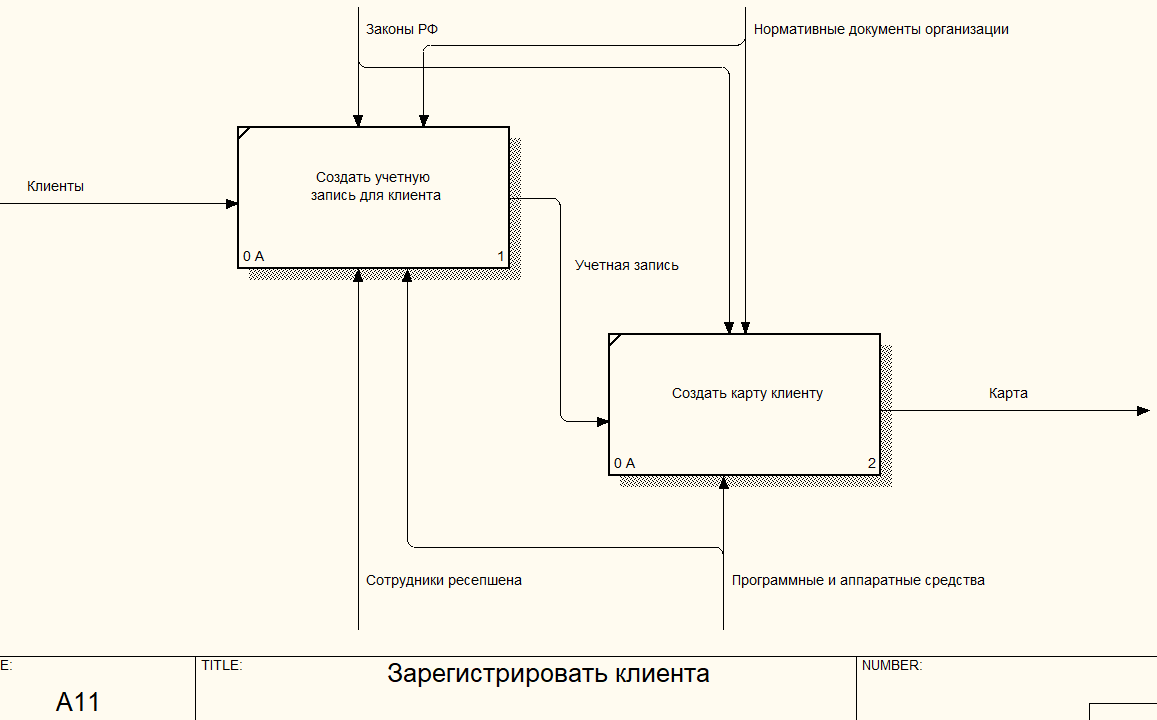 Законы РФ
Нормативные документы организации
Клиенты
Создать учетную
запись для клиента
0 А
1
Учетная запись
Создать карту клиенту
0 А
2
Карта
Сотрудники ресепшена
Программные и аппаратные средства
E:
A11
TITLE:
Зарегистрировать клиента
NUMBER: